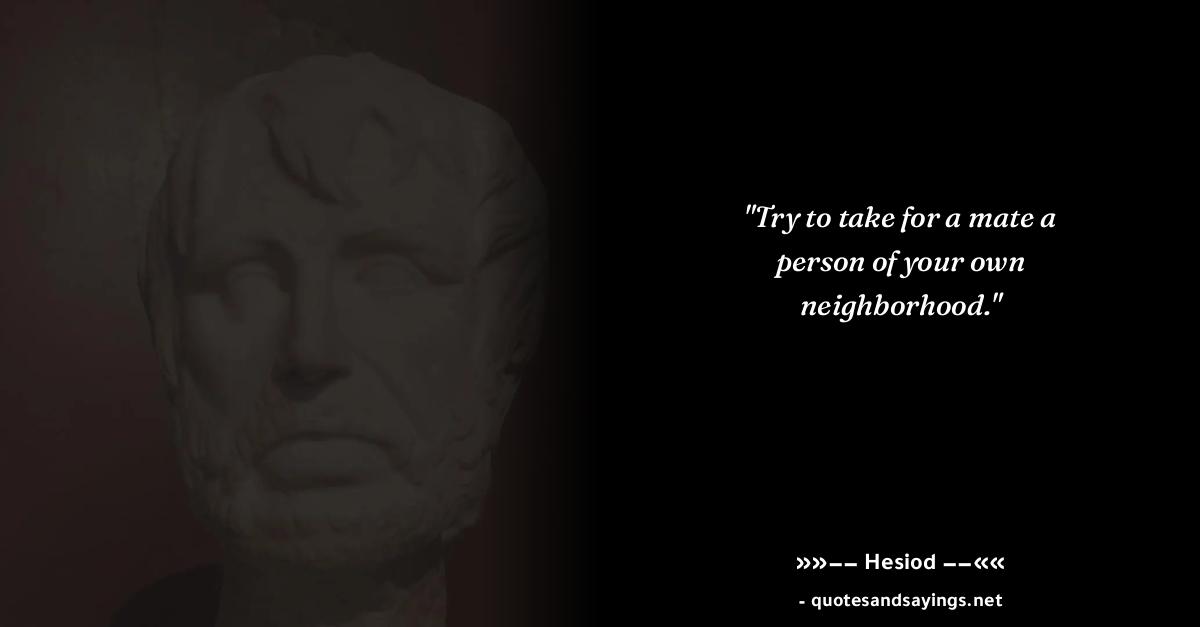 "Try to take for a mate a
person of your own
neighborhood."
»»–– Hesiod ––««
- quotesandsayings.net